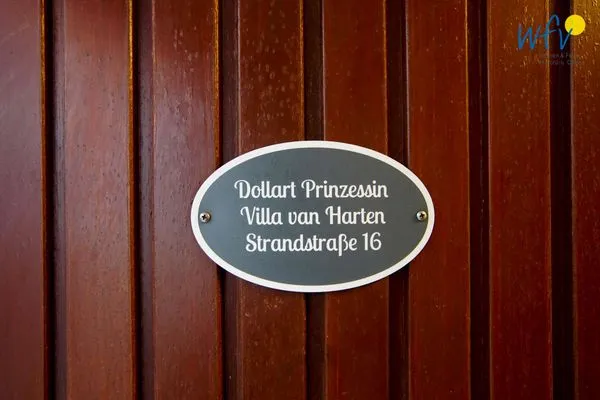 wfv
Dollart Prinzessin
Villa van Harten
Strandstraße 16